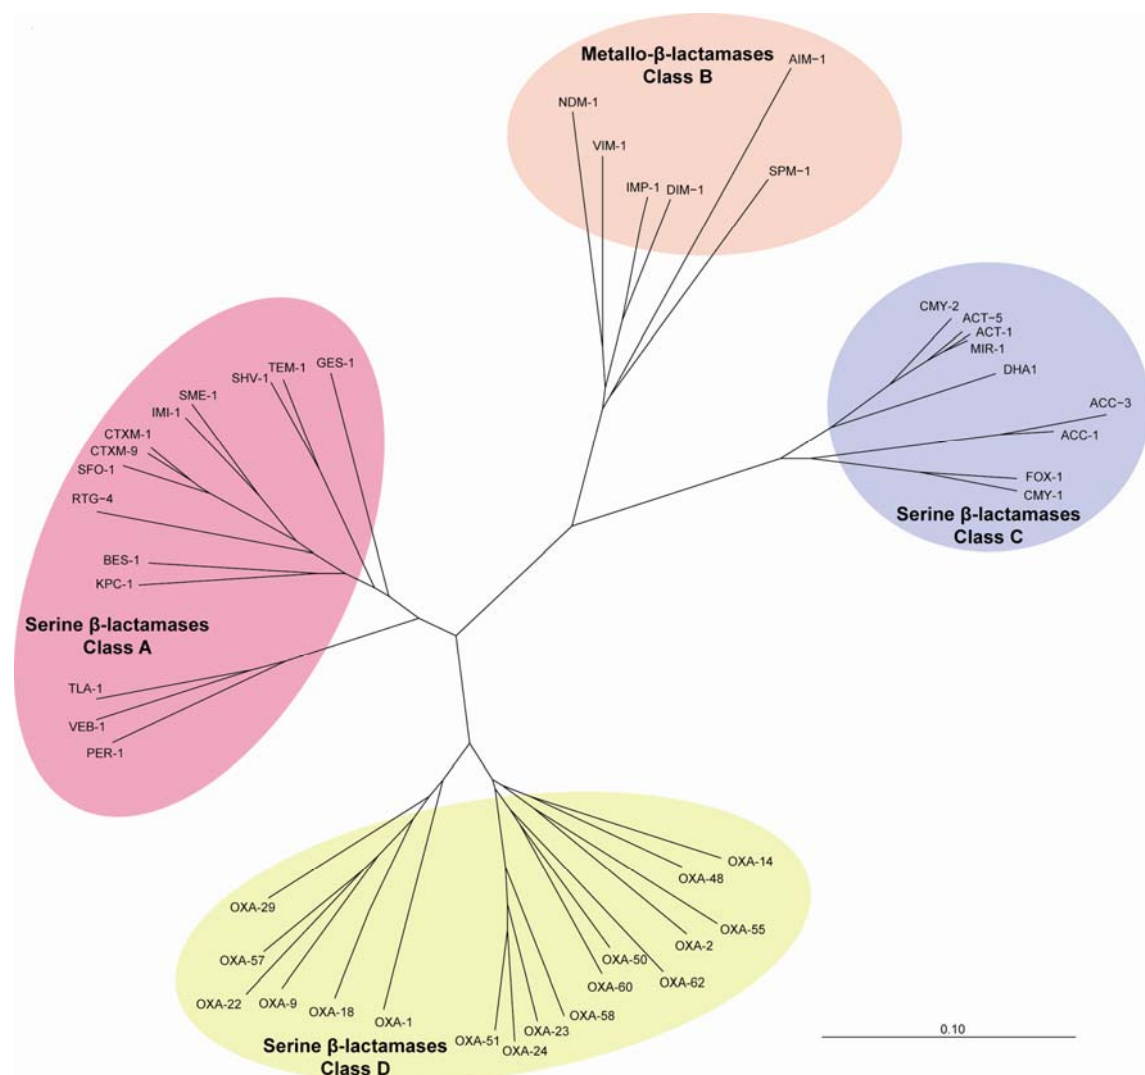 Metallo-β-lactamases
Class B
AIM−1
NDM-1
VIM-1
IMP-1
DIM−1
SPM−1
CMY-2
ACT−5
ACT-1
MIR-1
DHA1
ACC−3
ACC-1
FOX-1
CMY-1
Serine β-lactamases
Class C
GES-1
TEM-1
SHV-1
SME-1
IMI-1
CTXM-1
CTXM-9
SFO-1
RTG−4
BES-1
KPC-1
Serine β-lactamases
Class A
TLA-1
VEB-1
PER-1
OXA-14
OXA-48
OXA-29
OXA-55
OXA-2
OXA-57
OXA-50
OXA-62
OXA-60
OXA-22
OXA-9
OXA-18
OXA-1
OXA-58
OXA-23
OXA-51
OXA-24
Serine β-lactamases
Class D
0.10